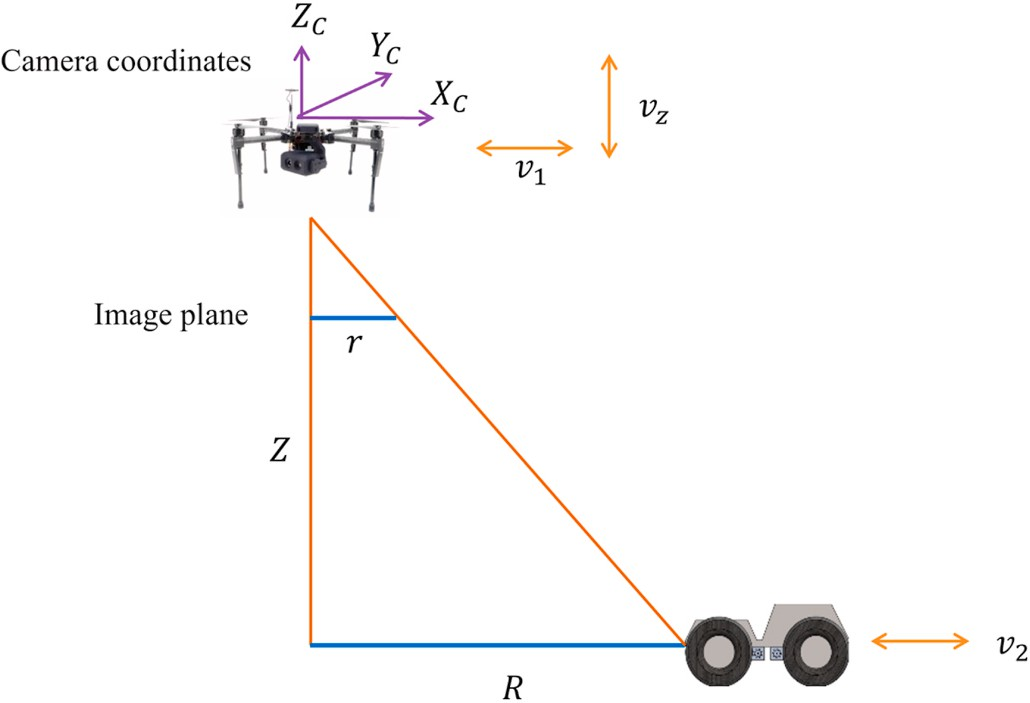 Z_C
Y_C
Camera coordinates
X_C
v_z
v_1
Image plane
r
Z
v_2
R